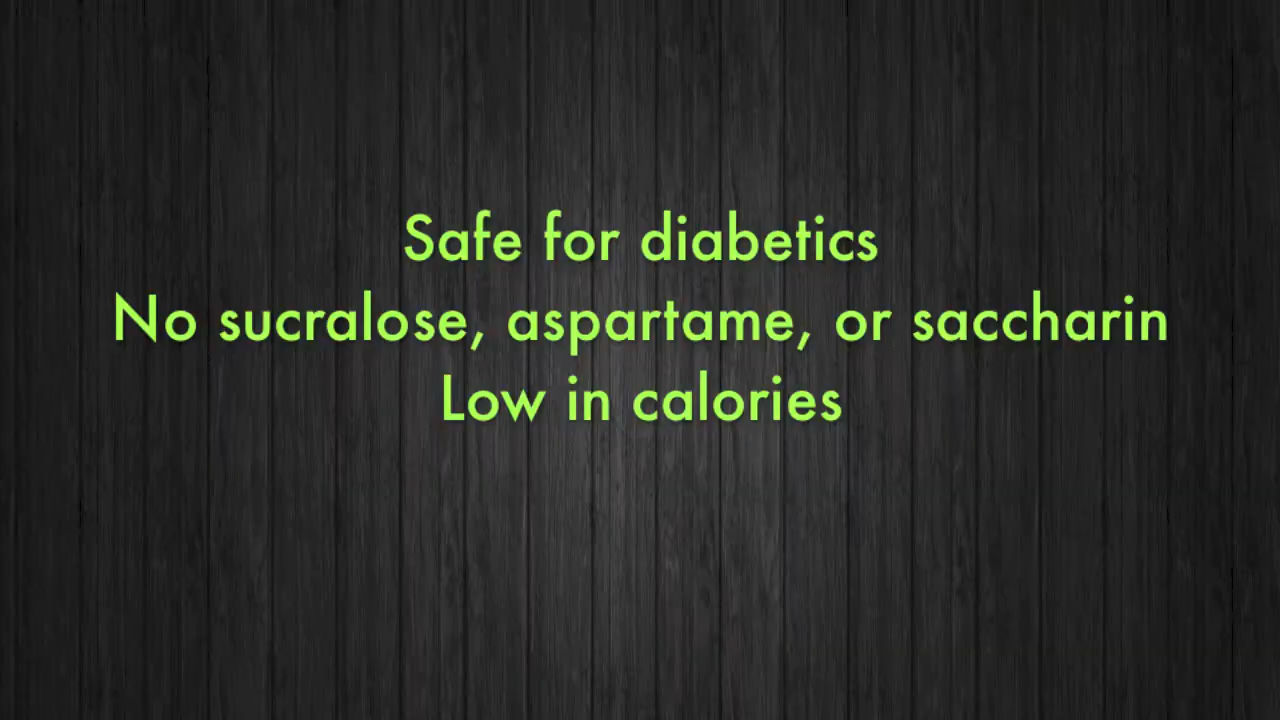 Safe for diabetics
No sucralose, aspartame, or saccharin
Low in calories